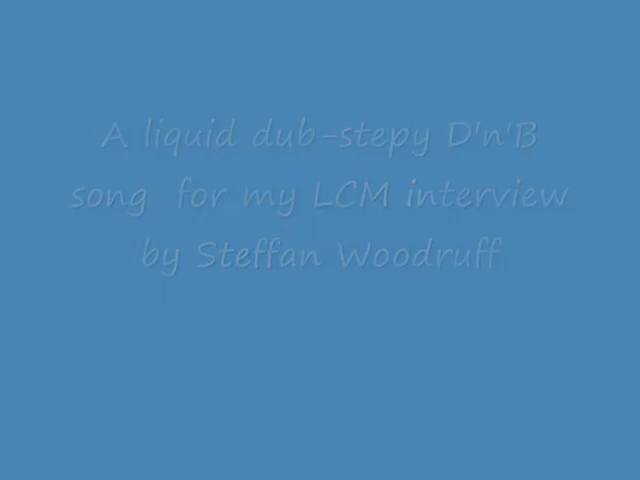 A liquid dub-stepy D'n'B
song for my LCM interview
by Steffan Woodruff